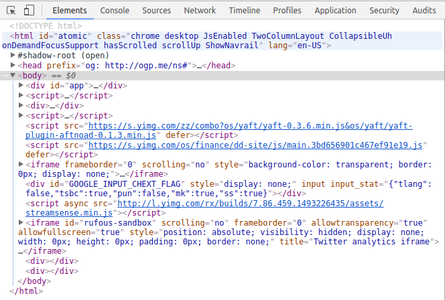 Elements Console Sources Network Timeline Profiles Application Security Audits
<!DOCTYPE html>
<html id="atomic" class="chrome desktop JsEnabled TwoColumnLayout CollapsibleUh
onDemandFocusSupport hasScrolled scrollUp ShowNavrail" lang="en-US">
▶#shadow-root (open)
▶<head prefix="og: http://ogp.me/ns#">…</head>
▼<body> == $0
▶<div id="app">…</div>
▶<script>…</script>
▶<div>…</div>
▶<script>…</script>
<script src="https://s.yimg.com/zz/combo?os/yaft/yaft-0.3.6.min.js&os/yaft/yaft-
plugin-aftnoad-0.1.3.min.js" defer></script>
<script src="https://s.yimg.com/os/finance/dd-site/js/main.3bd656901c467ef91e19.js"
defer></script>
▶<iframe frameborder="0" scrolling="no" style="background-color: transparent; border:
0px; display: none;">…</iframe>
<div id="GOOGLE_INPUT_CHEXT_FLAG" style="display: none;" input input_stat="{"tlang":
false,"tsbc":true,"pun":false,"mk":true,"ss":true}"></div>
<script async src="http://l.yimg.com/rx/builds/7.86.459.1493226435/assets/
streamsense.min.js"></script>
▶<iframe id="rufous-sandbox" scrolling="no" frameborder="0" allowtransparency="true"
allowfullscreen="true" style="position: absolute; visibility: hidden; display: none;
width: 0px; height: 0px; padding: 0px; border: none;" title="Twitter analytics iframe">
…</iframe>
<div></div>
<div></div>
</body>
</html>